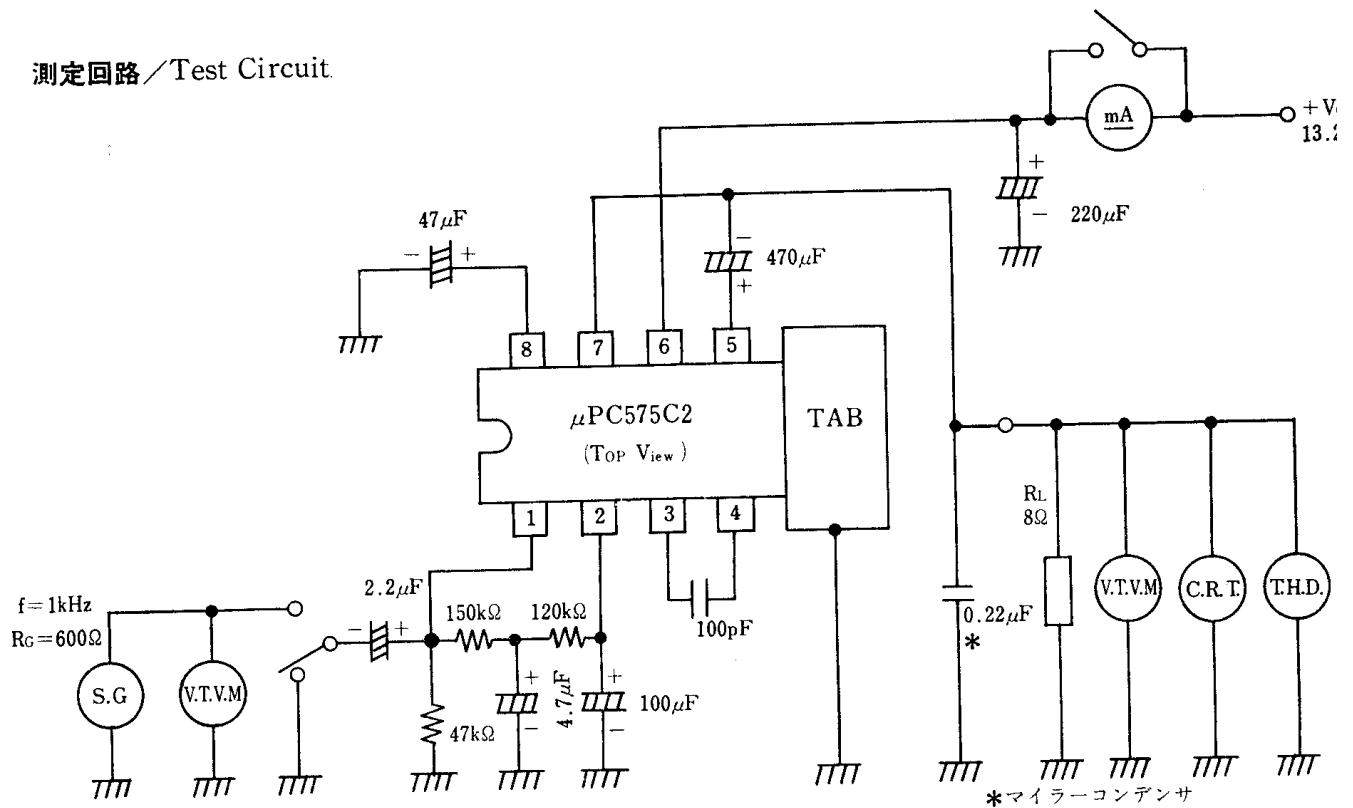 測定回路／Test Circuit.
mA
+V
13.2
+
−
220μF
47μF
−
+
−
470μF
+
8
7
6
5
μPC575C2
(TOP View)
TAB
1
2
3
4
RL
8Ω
2.2μF
f=1kHz
RG=600Ω
−
+
150kΩ
120kΩ
100pF
0.22μF
*
V.T.V.M
C.R.T.
T.H.D.
S.G
V.T.V.M
47kΩ
+
−
4.7μF
+
−
100μF
*マイラーコンデンサ